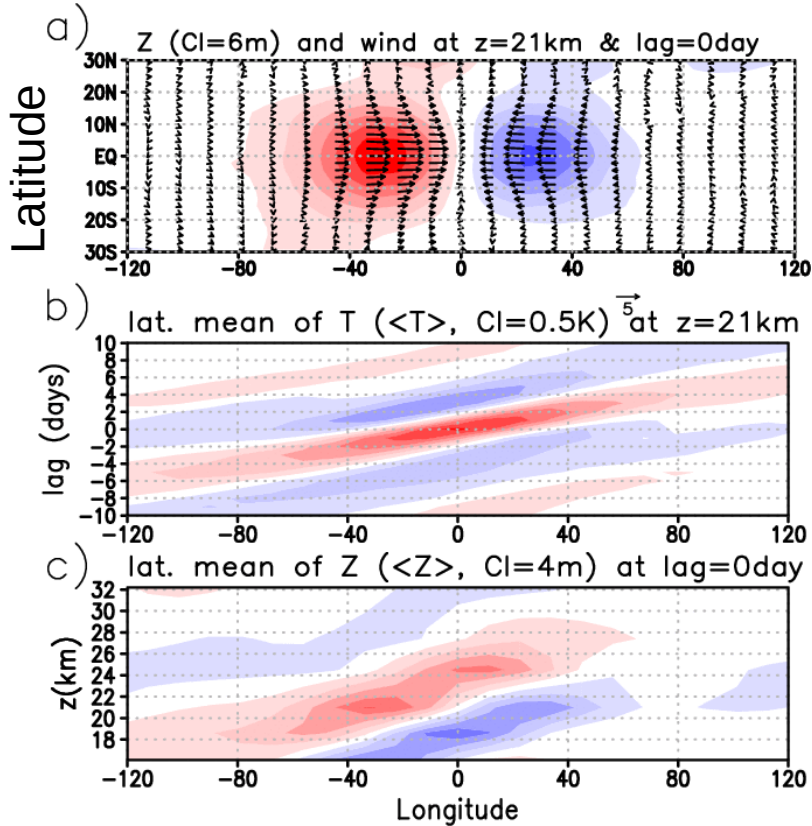 a) Z (CI=6m) and wind at z=21km & lag=0day
Latitude
30N
20N
10N
EQ
10S
20S
30S
-120 -80 -40 0 40 80 120
5
b) lat. mean of T (<T>, CI=0.5K) at z=21km
lag (days)
10
8
6
4
2
0
-2
-4
-6
-8
-10
-120 -80 -40 0 40 80 120
c) lat. mean of Z (<Z>, CI=4m) at lag=0day
z(km)
32
30
28
26
24
22
20
18
-120 -80 -40 0 40 80 120
Longitude